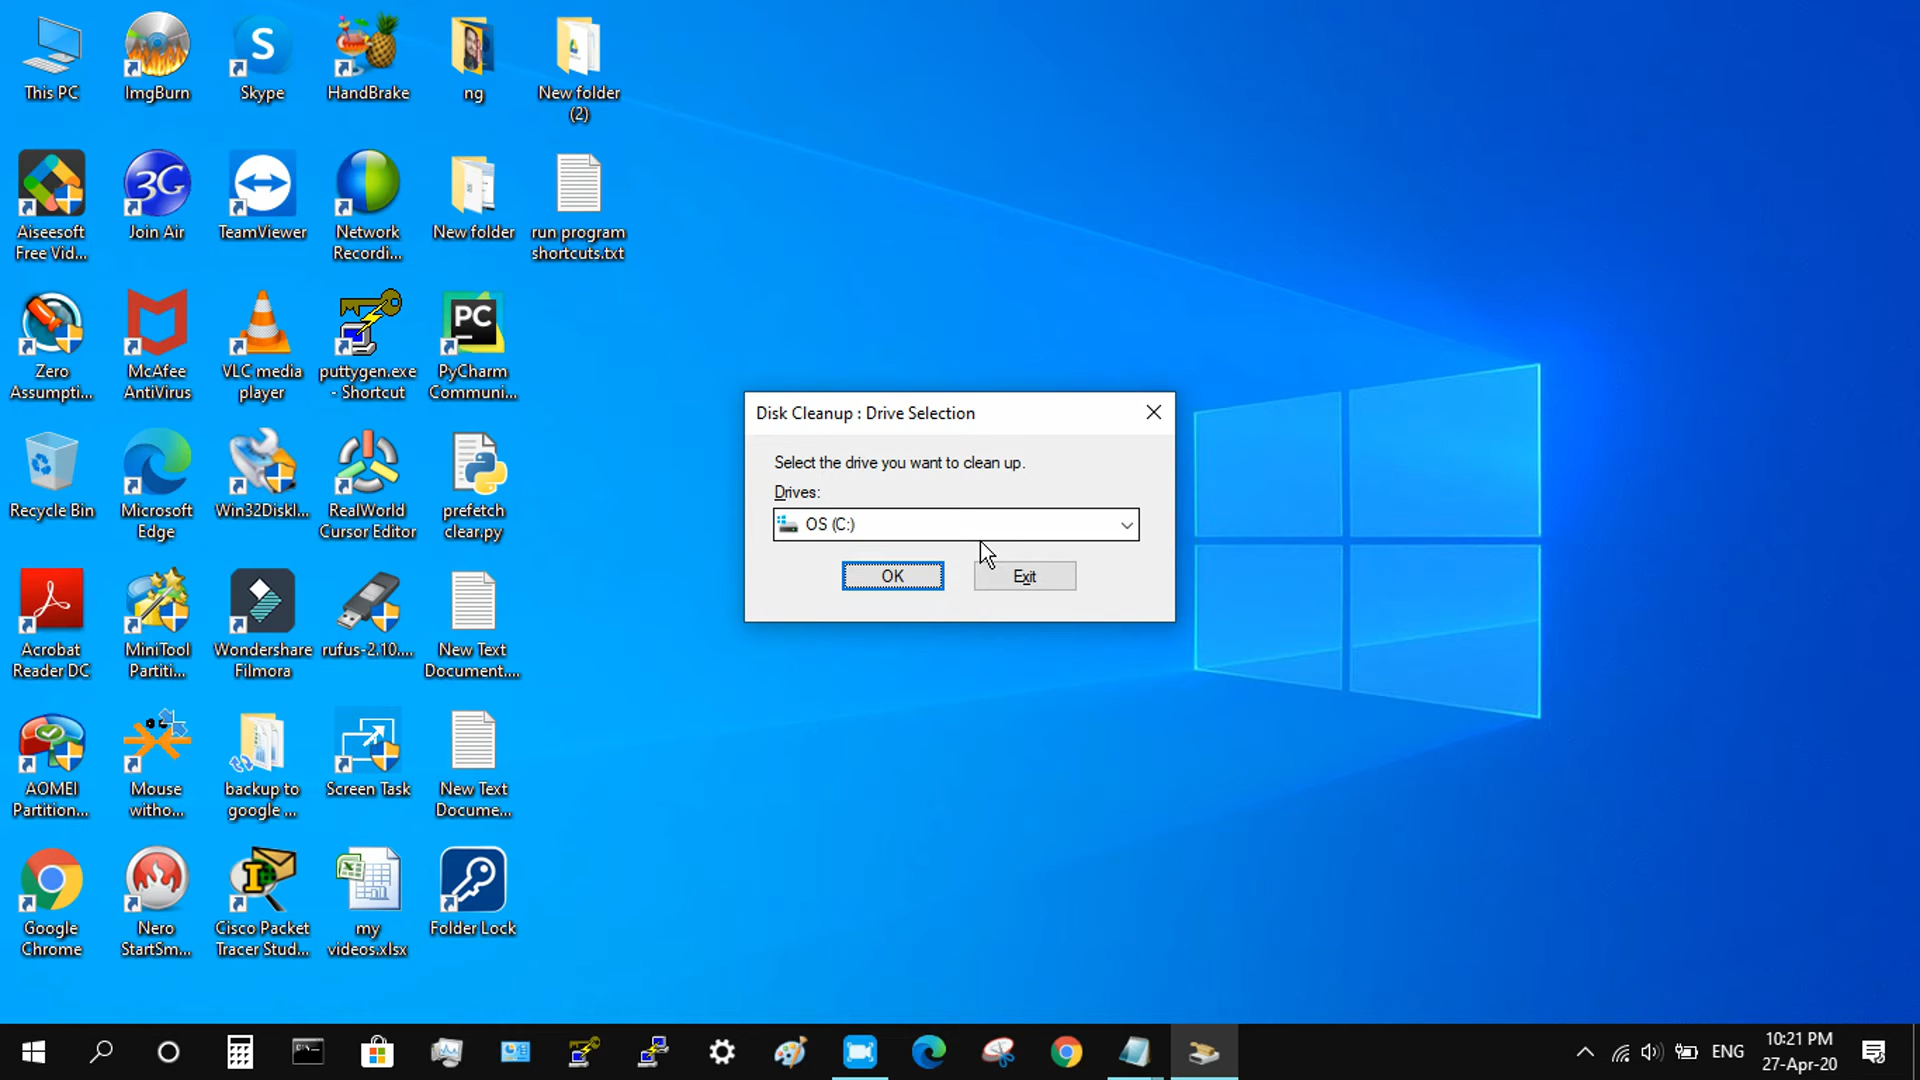 This PC
ImgBurn
Skype
HandBrake
ng
New folder
(2)
Aiseesoft
Free Vid...
3G
Join Air
TeamViewer
Network
Recordi...
New folder
run program
shortcuts.txt
Zero
Assumpti...
McAfee
AntiVirus
VLC media
player
puttygen.exe
- Shortcut
PC
PyCharm
Communi...
Recycle Bin
Microsoft
Edge
Win32DiskI...
RealWorld
Cursor Editor
prefetch
clear.py
Acrobat
Reader DC
MiniTool
Partiti...
Wondershare
Filmora
rufus-2.10....
New Text
Document....
AOMEI
Partition...
Mouse
witho...
backup to
google ...
Screen Task
New Text
Docume...
Google
Chrome
Nero
StartSm...
Cisco Packet
Tracer Stud...
my
videos.xlsx
Folder Lock
Disk Cleanup : Drive Selection
Select the drive you want to clean up.
Drives:
OS (C:)
OK
Exit
ENG
10:21 PM
27-Apr-20